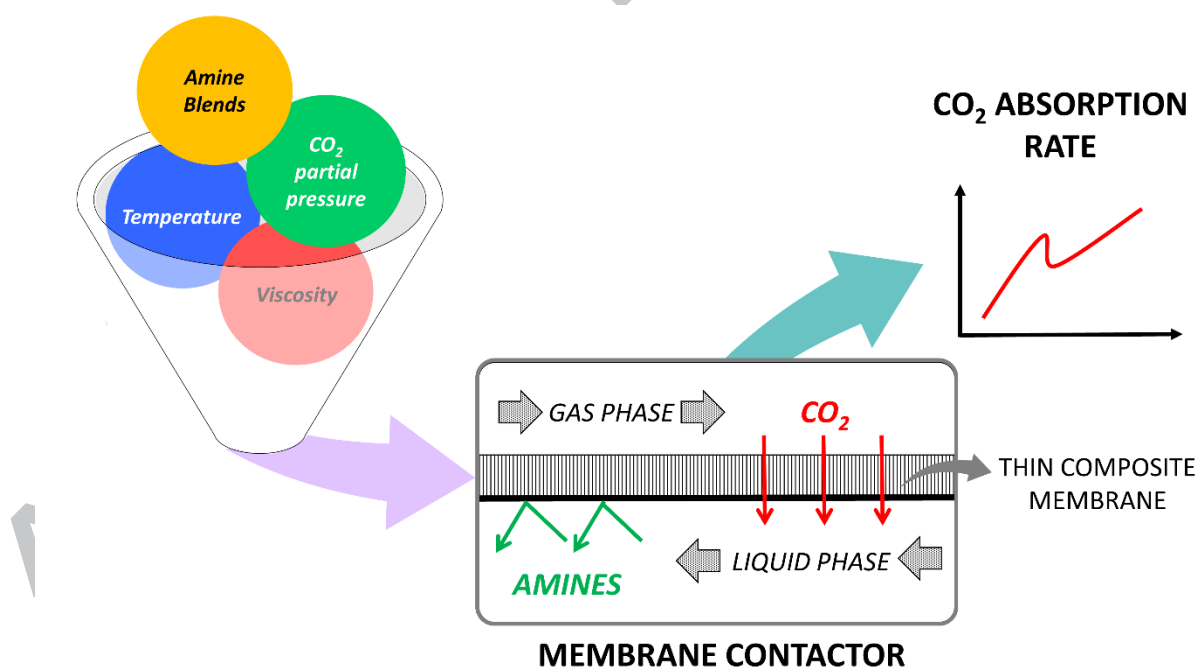 Amine
Blends
CO₂
partial
pressure
Temperature
Viscosity
CO₂ ABSORPTION
RATE
GAS PHASE
CO₂
THIN COMPOSITE
MEMBRANE
LIQUID PHASE
AMINES
MEMBRANE CONTACTOR